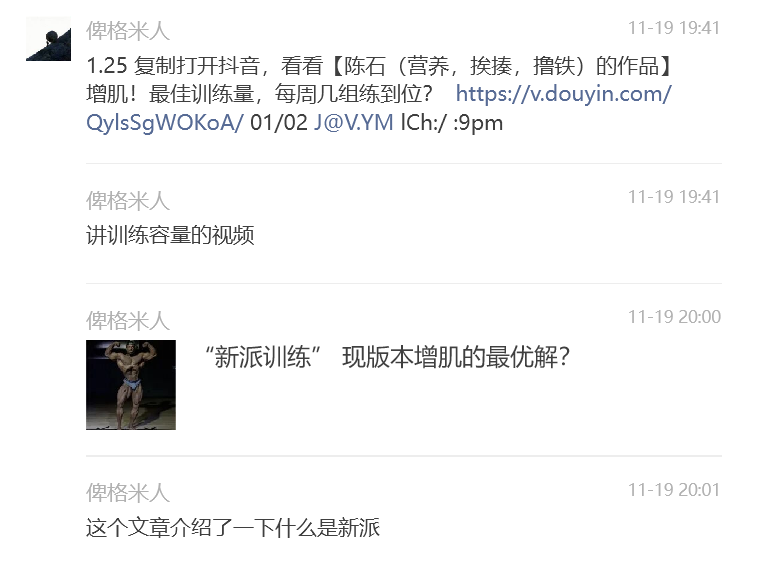 俾格米人 11-19 19:41
1.25 复制打开抖音，看看【陈石（营养，挨揍，撸铁）的作品】
增肌！最佳训练量，每周几组练到位？ https://v.douyin.com/
QylsSgWOKoA/ 01/02 J@V.YM lCh:/ :9pm
俾格米人 11-19 19:41
讲训练容量的视频
俾格米人 11-19 20:00
“新派训练” 现版本增肌的最优解？
俾格米人 11-19 20:01
这个文章介绍了一下什么是新派